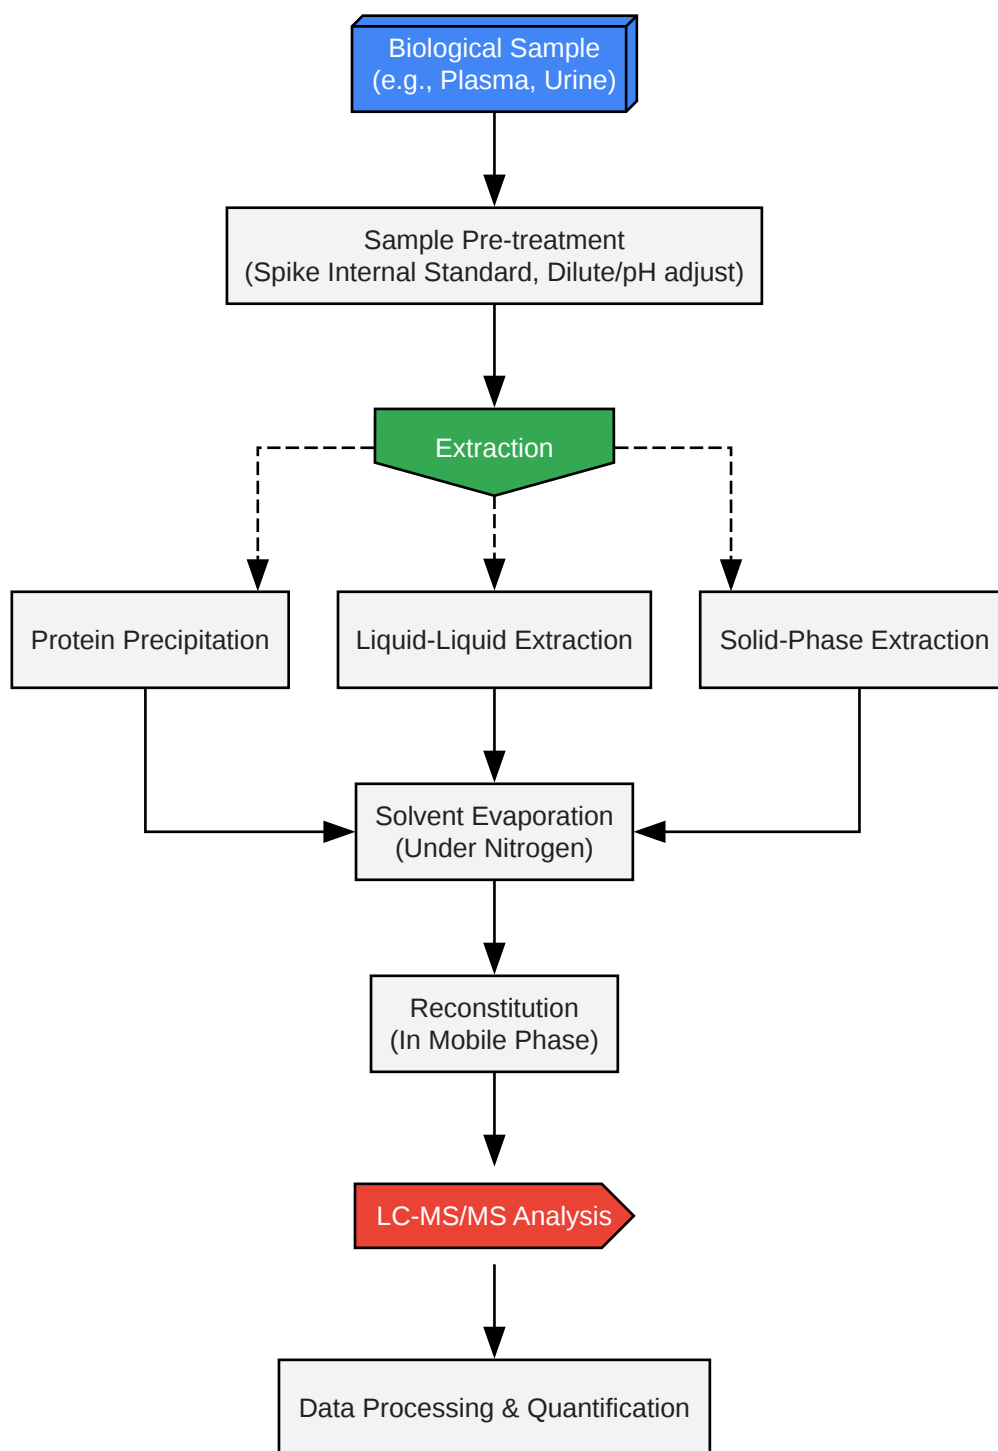 Biological Sample
(e.g., Plasma, Urine)
Sample Pre-treatment
(Spike Internal Standard, Dilute/pH adjust)
Extraction
Protein Precipitation
Liquid-Liquid Extraction
Solid-Phase Extraction
Solvent Evaporation
(Under Nitrogen)
Reconstitution
(In Mobile Phase)
LC-MS/MS Analysis
Data Processing & Quantification